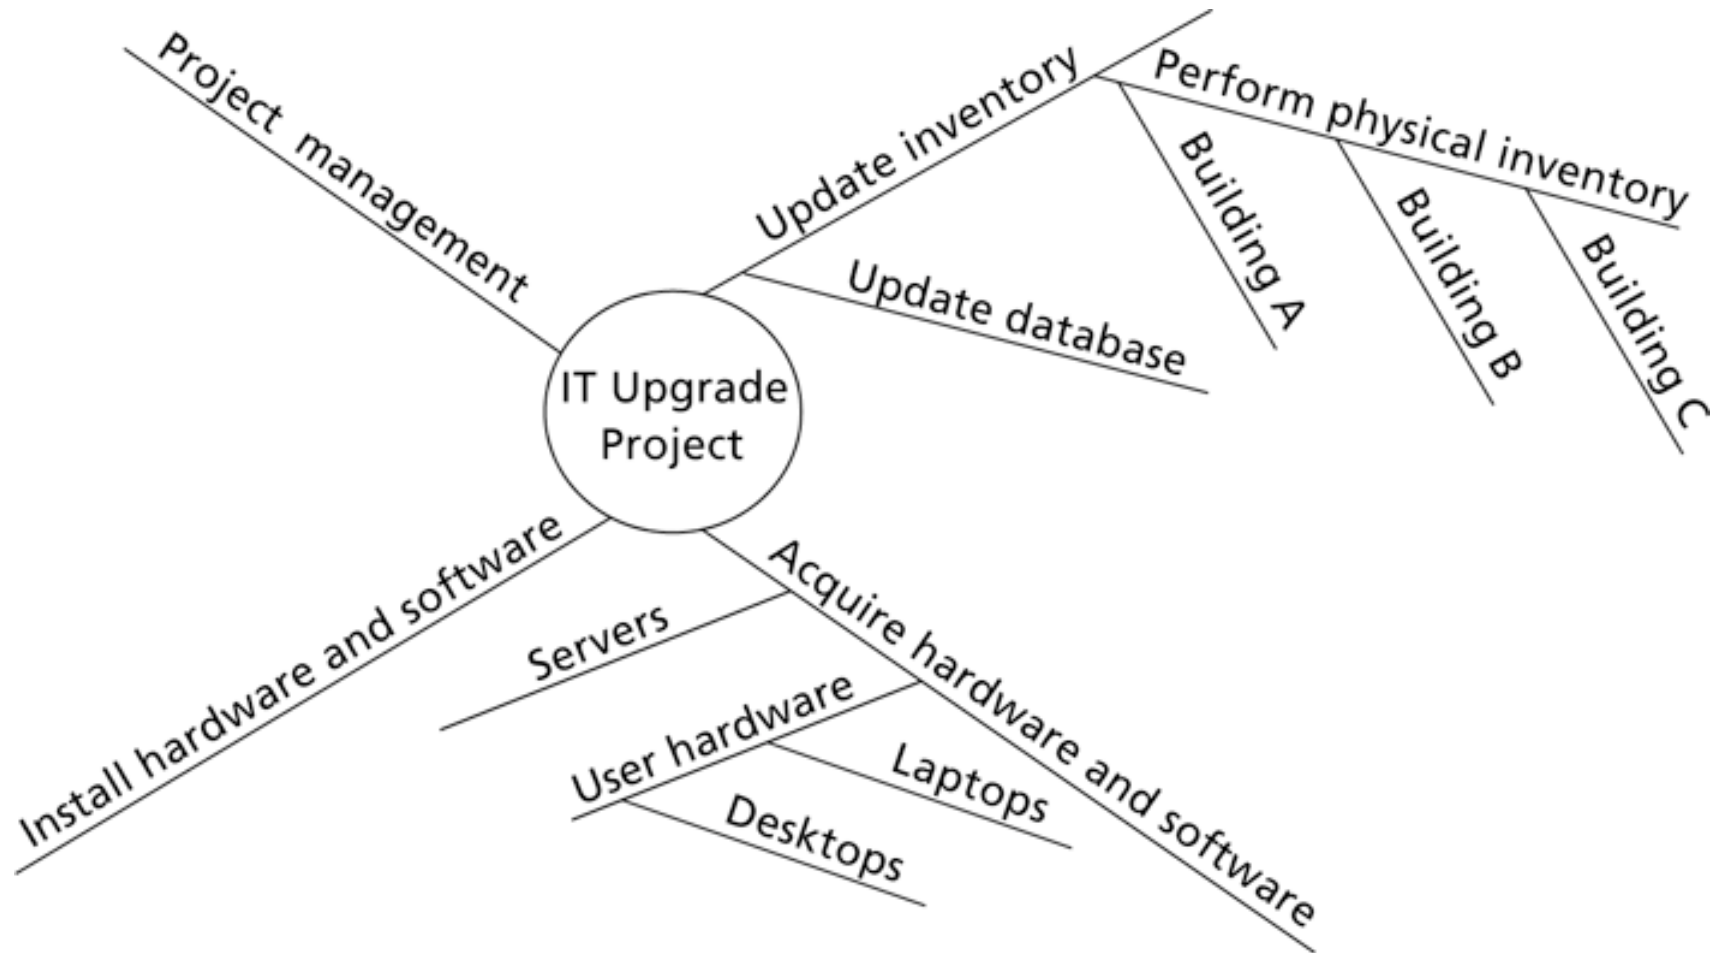 Project management
Update inventory
Perform physical inventory
Building A
Building B
Building C
Update database
IT Upgrade
Project
Install hardware and software
Acquire hardware and software
Servers
User hardware
Laptops
Desktops